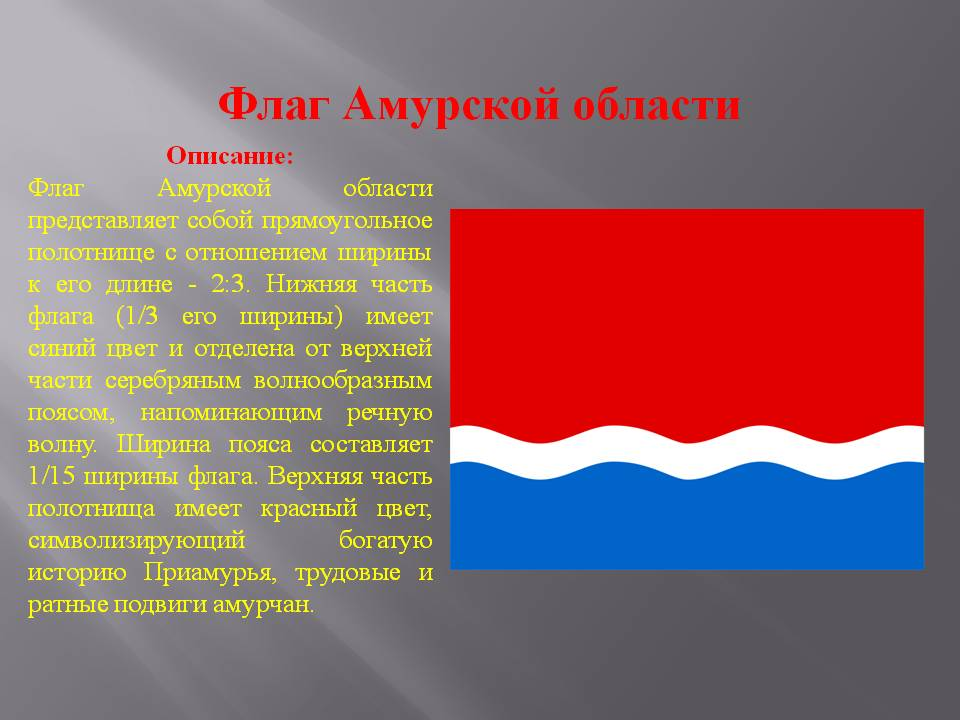 Флаг Амурской области
Описание:
Флаг Амурской области
представляет собой прямоугольное
полотнище с отношением ширины
к его длине - 2:3. Нижняя часть
флага (1/3 его ширины) имеет
синий цвет и отделена от верхней
части серебряным волнообразным
поясом, напоминающим речную
волну. Ширина пояса составляет
1/15 ширины флага. Верхняя часть
полотнища имеет красный цвет,
символизирующий богатую
историю Приамурья, трудовые и
ратные подвиги амурчан.